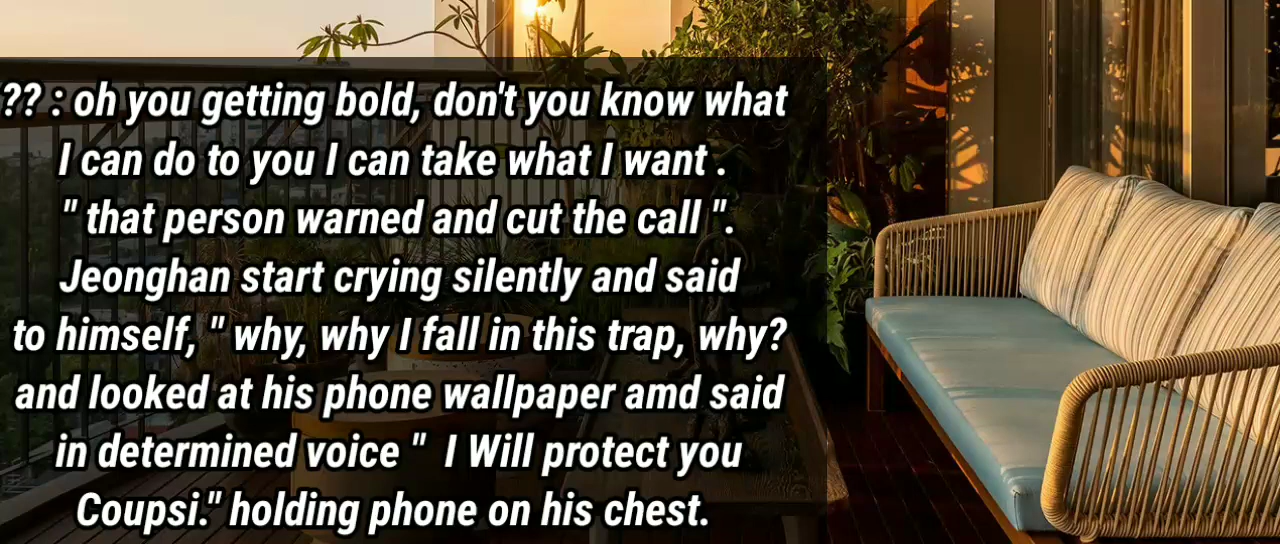 ?? : oh you getting bold, don't you know what
I can do to you I can take what I want .
" that person warned and cut the call ".
Jeonghan start crying silently and said
to himself, " why, why I fall in this trap, why?
and looked at his phone wallpaper amd said
in determined voice " I Will protect you
Coupsi." holding phone on his chest.